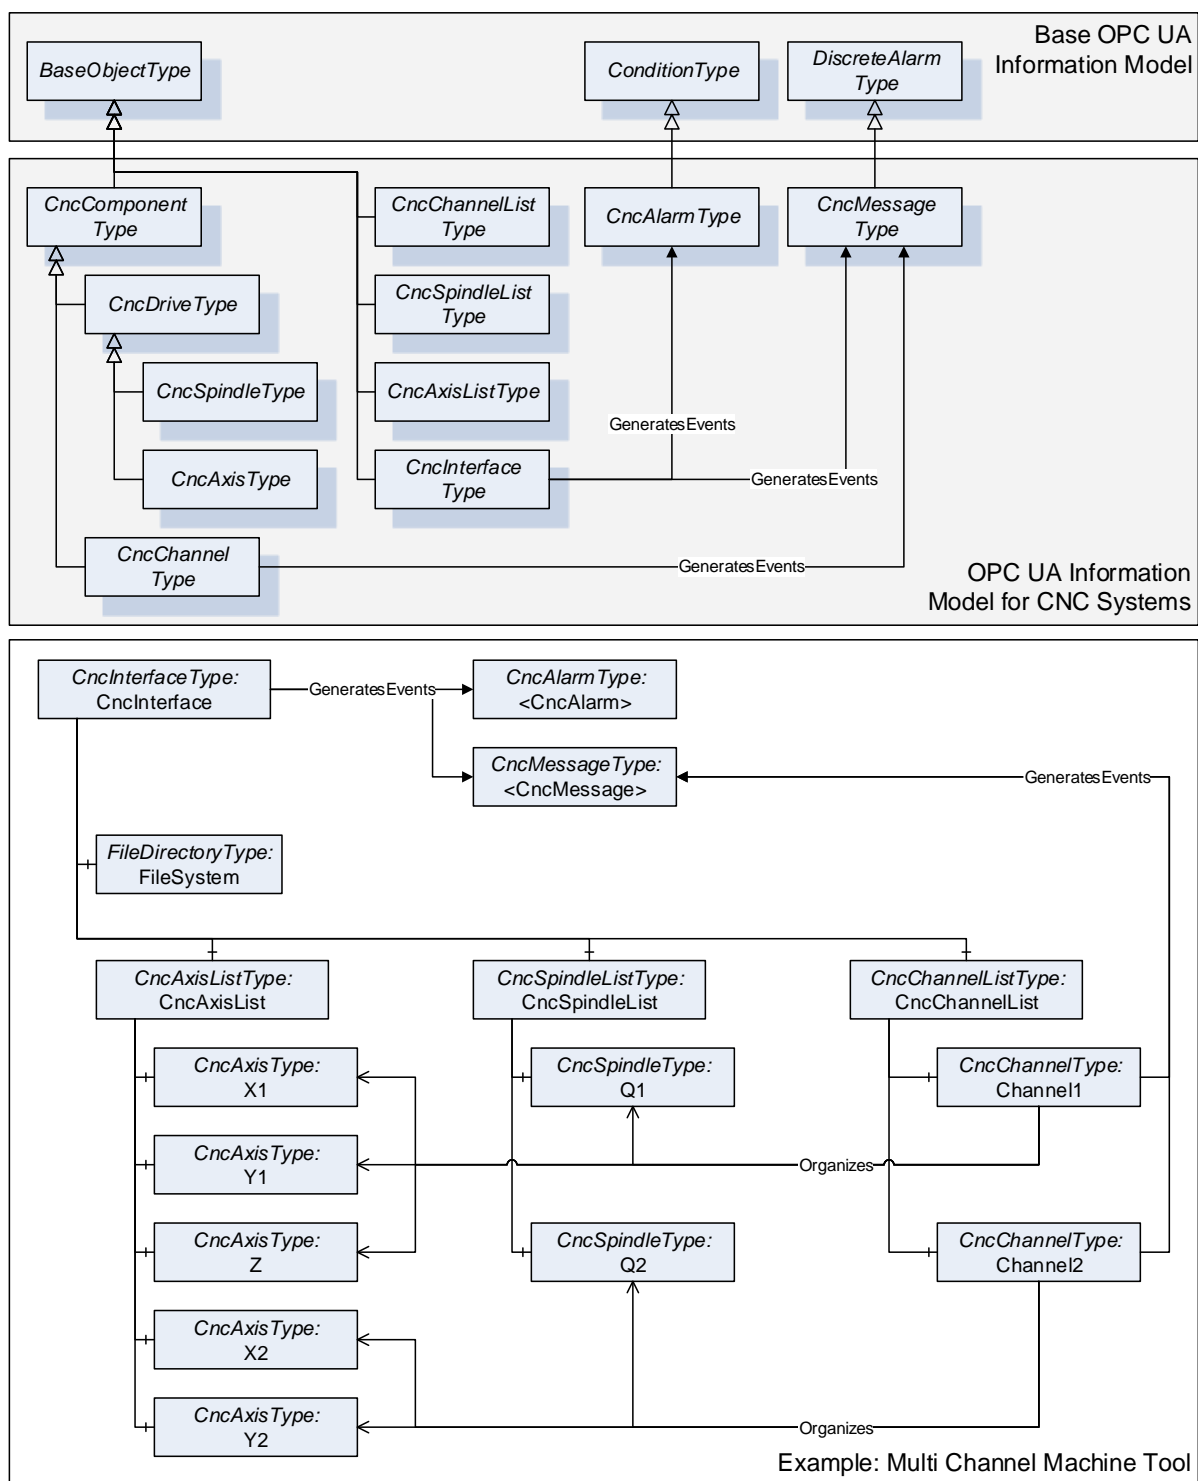 Base OPC UA
Information Model
BaseObjectType
ConditionType
DiscreteAlarm
Type
CncComponent
Type
CncChannelList
Type
CncAlarmType
CncMessage
Type
CncDriveType
CncSpindleList
Type
CncSpindleType
CncAxisListType
GeneratesEvents
CncAxisType
CncInterface
Type
GeneratesEvents
CncChannel
Type
GeneratesEvents
OPC UA Information
Model for CNC Systems
CncInterfaceType:
CncInterface
GeneratesEvents
CncAlarmType:
<CncAlarm>
CncMessageType:
<CncMessage>
GeneratesEvents
FileDirectoryType:
FileSystem
CncAxisListType:
CncAxisList
CncSpindleListType:
CncSpindleList
CncChannelListType:
CncChannelList
CncAxisType:
X1
CncSpindleType:
Q1
CncChannelType:
Channel1
CncAxisType:
Y1
Organizes
CncAxisType:
Z
CncSpindleType:
Q2
CncChannelType:
Channel2
CncAxisType:
X2
CncAxisType:
Y2
Organizes
Example: Multi Channel Machine Tool